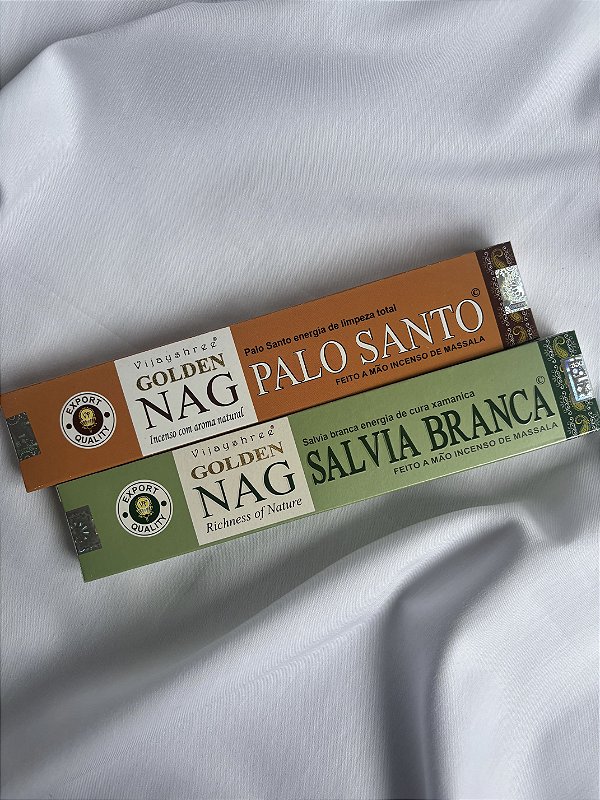 EXPORT QUALITY
Vijayshree
GOLDEN
NAG
Incenso com aroma natural
Palo Santo energia de limpeza total
PALO SANTO ©
FEITO A MÃO INCENSO DE MASSALA
EXPORT QUALITY
Vijayshree
GOLDEN
NAG
Richness of Nature
Salvia branca energia de cura xamanica
SALVIA BRANCA ©
FEITO A MÃO INCENSO DE MASSALA